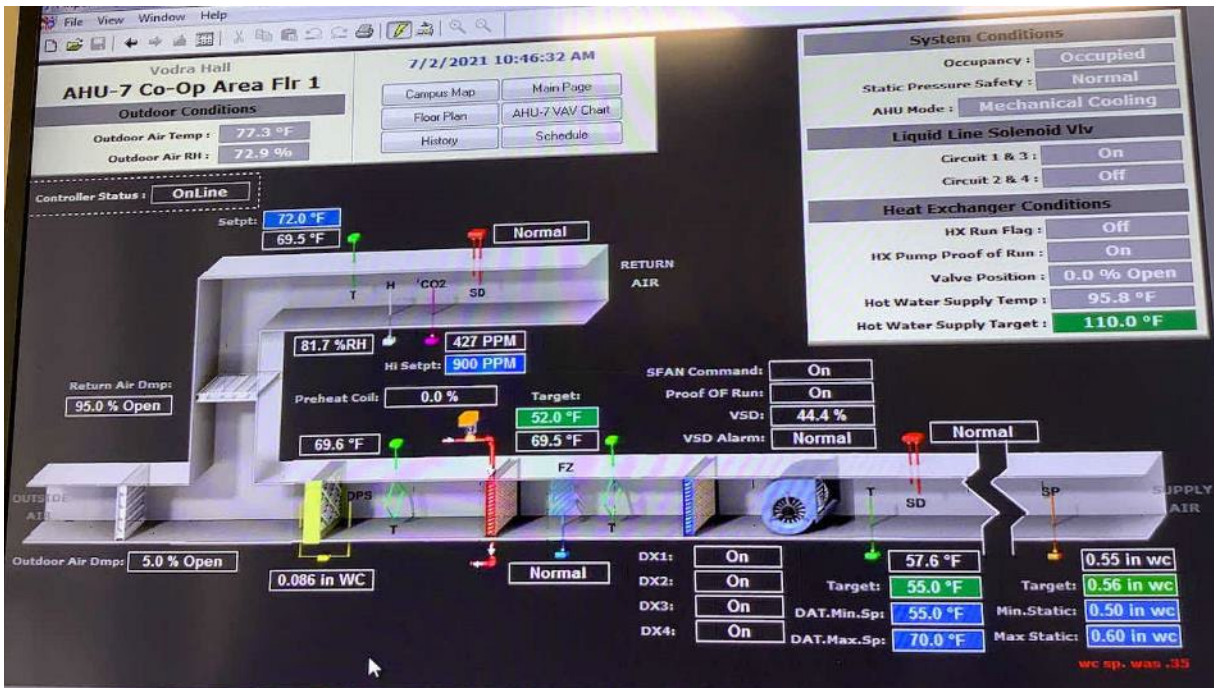 File View Window Help
Vodra Hall
AHU-7 Co-Op Area Flr 1
Outdoor Conditions
Outdoor Air Temp : 77.3 °F
Outdoor Air RH : 72.9 %
7/2/2021 10:46:32 AM
Campus Map Main Page
Floor Plan AHU-7 VAV Chart
History Schedule
System Conditions
Occupancy : Occupied
Static Pressure Safety : Normal
AHU Mode : Mechanical Cooling
Liquid Line Solenoid Vlv
Circuit 1 & 3 : On
Circuit 2 & 4 : Off
Heat Exchanger Conditions
HX Run Flag : Off
HX Pump Proof of Run : On
Valve Position : 0.0 % Open
Hot Water Supply Temp : 95.8 °F
Hot Water Supply Target : 110.0 °F
Controller Status : OnLine
Setpt: 72.0 °F
69.5 °F
Normal
RETURN
AIR
T H 'CO2 SD
81.7 %RH 427 PPM
Hi Setpt: 900 PPM
Return Air Dmp:
95.0 % Open
Preheat Coil: 0.0 %
Target:
52.0 °F
69.6 °F 69.5 °F
SFAN Command: On
Proof OF Run: On
VSD: 44.4 %
VSD Alarm: Normal
Normal
OUTSIDE
AIR
DPS T FZ T T SD SP
SUPPLY
AIR
Outdoor Air Dmp: 5.0 % Open
0.086 in WC
Normal
DX1: On
DX2: On
DX3: On
DX4: On
57.6 °F
Target: 55.0 °F
DAT.Min.Sp: 55.0 °F
DAT.Max.Sp: 70.0 °F
0.55 in wc
Target: 0.56 in wc
Min.Static: 0.50 in wc
Max Static: 0.60 in wc
wc sp. was .35